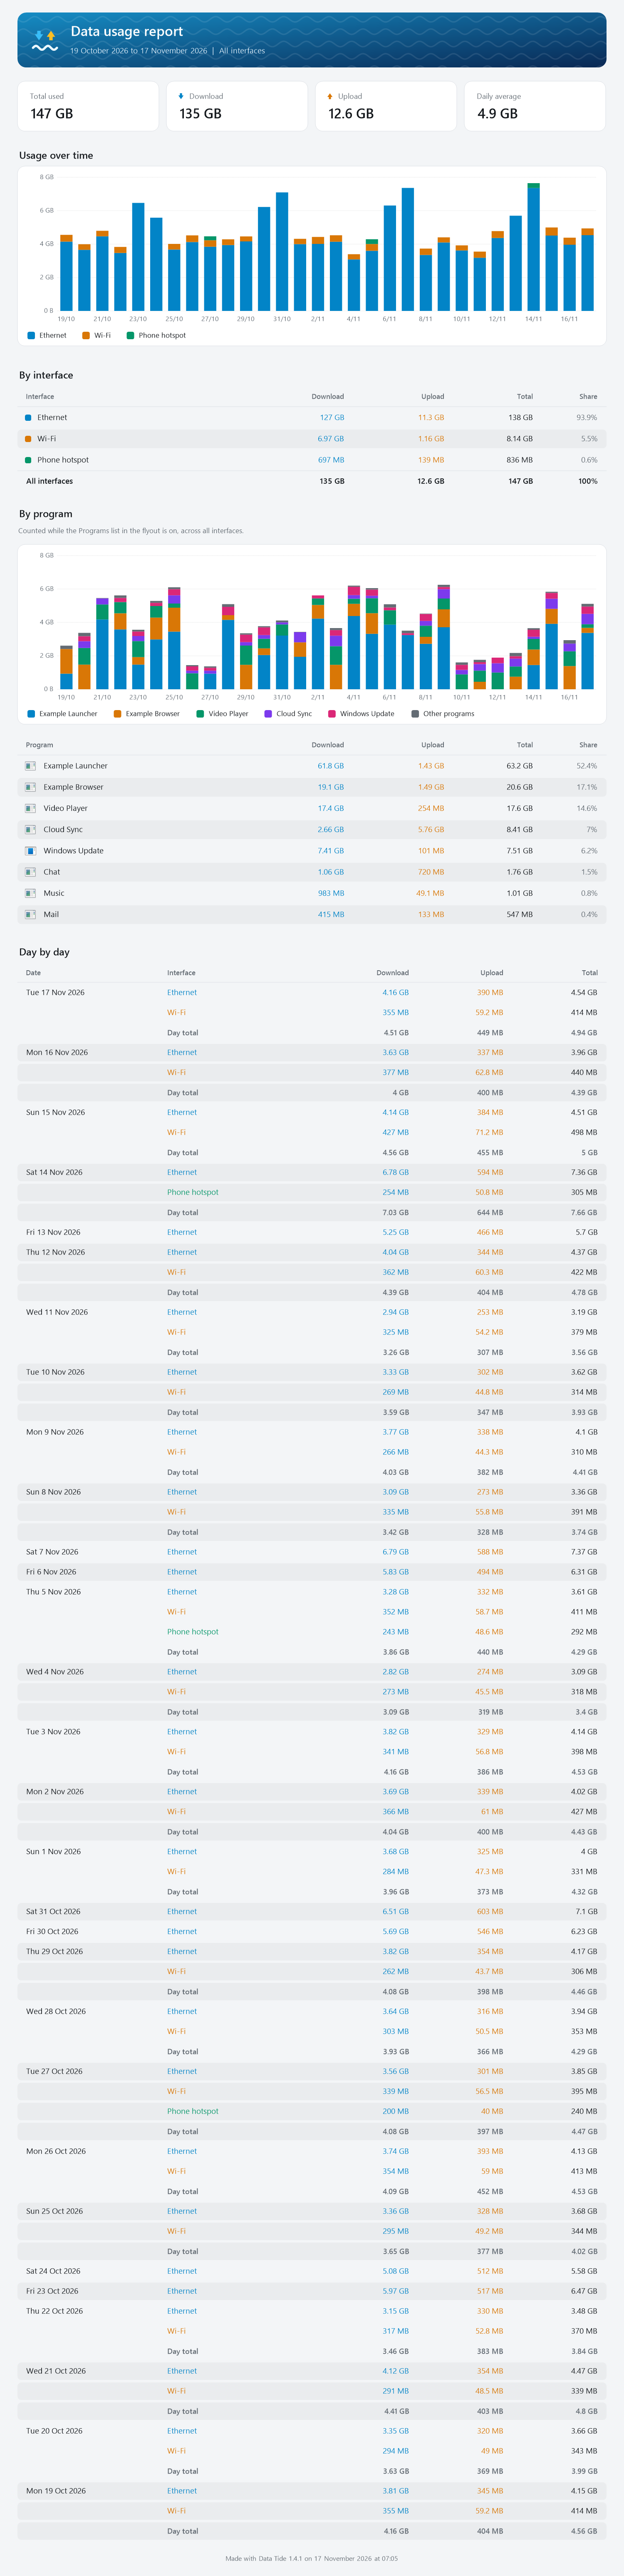 Data usage report
19 October 2026 to 17 November 2026 | All interfaces
Total used
Download
Upload
Daily average
147 GB
135 GB
12.6 GB
4.9 GB
Usage over time
8 GB
6 GB
4 GB
2 GB
0 B
19/10 21/10 23/10 25/10 27/10 29/10 31/10 2/11 4/11 6/11 8/11 10/11 12/11 14/11 16/11
Ethernet Wi-Fi Phone hotspot
By interface
Interface Download Upload Total Share
Ethernet 127 GB 11.3 GB 138 GB 93.9%
Wi-Fi 6.97 GB 1.16 GB 8.14 GB 5.5%
Phone hotspot 697 MB 139 MB 836 MB 0.6%
All interfaces 135 GB 12.6 GB 147 GB 100%
By program
Counted while the Programs list in the flyout is on, across all interfaces.
8 GB
6 GB
4 GB
2 GB
0 B
19/10 21/10 23/10 25/10 27/10 29/10 31/10 2/11 4/11 6/11 8/11 10/11 12/11 14/11 16/11
Example Launcher Example Browser Video Player Cloud Sync Windows Update Other programs
Program Download Upload Total Share
Example Launcher 61.8 GB 1.43 GB 63.2 GB 52.4%
Example Browser 19.1 GB 1.49 GB 20.6 GB 17.1%
Video Player 17.4 GB 254 MB 17.6 GB 14.6%
Cloud Sync 2.66 GB 5.76 GB 8.41 GB 7%
Windows Update 7.41 GB 101 MB 7.51 GB 6.2%
Chat 1.06 GB 720 MB 1.76 GB 1.5%
Music 983 MB 49.1 MB 1.01 GB 0.8%
Mail 415 MB 133 MB 547 MB 0.4%
Day by day
Date Interface Download Upload Total
Tue 17 Nov 2026 Ethernet 4.16 GB 390 MB 4.54 GB
Wi-Fi 355 MB 59.2 MB 414 MB
Day total 4.51 GB 449 MB 4.94 GB
Mon 16 Nov 2026 Ethernet 3.63 GB 337 MB 3.96 GB
Wi-Fi 377 MB 62.8 MB 440 MB
Day total 4 GB 400 MB 4.39 GB
Sun 15 Nov 2026 Ethernet 4.14 GB 384 MB 4.51 GB
Wi-Fi 427 MB 71.2 MB 498 MB
Day total 4.56 GB 455 MB 5 GB
Sat 14 Nov 2026 Ethernet 6.78 GB 594 MB 7.36 GB
Phone hotspot 254 MB 50.8 MB 305 MB
Day total 7.03 GB 644 MB 7.66 GB
Fri 13 Nov 2026 Ethernet 5.25 GB 466 MB 5.7 GB
Thu 12 Nov 2026 Ethernet 4.04 GB 344 MB 4.37 GB
Wi-Fi 362 MB 60.3 MB 422 MB
Day total 4.39 GB 404 MB 4.78 GB
Wed 11 Nov 2026 Ethernet 2.94 GB 253 MB 3.19 GB
Wi-Fi 325 MB 54.2 MB 379 MB
Day total 3.26 GB 307 MB 3.56 GB
Tue 10 Nov 2026 Ethernet 3.33 GB 302 MB 3.62 GB
Wi-Fi 269 MB 44.8 MB 314 MB
Day total 3.59 GB 347 MB 3.93 GB
Mon 9 Nov 2026 Ethernet 3.77 GB 338 MB 4.1 GB
Wi-Fi 266 MB 44.3 MB 310 MB
Day total 4.03 GB 382 MB 4.41 GB
Sun 8 Nov 2026 Ethernet 3.09 GB 273 MB 3.36 GB
Wi-Fi 335 MB 55.8 MB 391 MB
Day total 3.42 GB 328 MB 3.74 GB
Sat 7 Nov 2026 Ethernet 6.79 GB 588 MB 7.37 GB
Fri 6 Nov 2026 Ethernet 5.83 GB 494 MB 6.31 GB
Thu 5 Nov 2026 Ethernet 3.28 GB 332 MB 3.61 GB
Wi-Fi 352 MB 58.7 MB 411 MB
Phone hotspot 243 MB 48.6 MB 292 MB
Day total 3.86 GB 440 MB 4.29 GB
Wed 4 Nov 2026 Ethernet 2.82 GB 274 MB 3.09 GB
Wi-Fi 273 MB 45.5 MB 318 MB
Day total 3.09 GB 319 MB 3.4 GB
Tue 3 Nov 2026 Ethernet 3.82 GB 329 MB 4.14 GB
Wi-Fi 341 MB 56.8 MB 398 MB
Day total 4.16 GB 386 MB 4.53 GB
Mon 2 Nov 2026 Ethernet 3.69 GB 339 MB 4.02 GB
Wi-Fi 366 MB 61 MB 427 MB
Day total 4.04 GB 400 MB 4.43 GB
Sun 1 Nov 2026 Ethernet 3.68 GB 325 MB 4 GB
Wi-Fi 284 MB 47.3 MB 331 MB
Day total 3.96 GB 373 MB 4.32 GB
Sat 31 Oct 2026 Ethernet 6.51 GB 603 MB 7.1 GB
Fri 30 Oct 2026 Ethernet 5.69 GB 546 MB 6.23 GB
Thu 29 Oct 2026 Ethernet 3.82 GB 354 MB 4.17 GB
Wi-Fi 262 MB 43.7 MB 306 MB
Day total 4.08 GB 398 MB 4.46 GB
Wed 28 Oct 2026 Ethernet 3.64 GB 316 MB 3.94 GB
Wi-Fi 303 MB 50.5 MB 353 MB
Day total 3.93 GB 366 MB 4.29 GB
Tue 27 Oct 2026 Ethernet 3.56 GB 301 MB 3.85 GB
Wi-Fi 339 MB 56.5 MB 395 MB
Phone hotspot 200 MB 40 MB 240 MB
Day total 4.08 GB 397 MB 4.47 GB
Mon 26 Oct 2026 Ethernet 3.74 GB 393 MB 4.13 GB
Wi-Fi 354 MB 59 MB 413 MB
Day total 4.09 GB 452 MB 4.53 GB
Sun 25 Oct 2026 Ethernet 3.36 GB 328 MB 3.68 GB
Wi-Fi 295 MB 49.2 MB 344 MB
Day total 3.65 GB 377 MB 4.02 GB
Sat 24 Oct 2026 Ethernet 5.08 GB 512 MB 5.58 GB
Fri 23 Oct 2026 Ethernet 5.97 GB 517 MB 6.47 GB
Thu 22 Oct 2026 Ethernet 3.15 GB 330 MB 3.48 GB
Wi-Fi 317 MB 52.8 MB 370 MB
Day total 3.46 GB 383 MB 3.84 GB
Wed 21 Oct 2026 Ethernet 4.12 GB 354 MB 4.47 GB
Wi-Fi 291 MB 48.5 MB 339 MB
Day total 4.41 GB 403 MB 4.8 GB
Tue 20 Oct 2026 Ethernet 3.35 GB 320 MB 3.66 GB
Wi-Fi 294 MB 49 MB 343 MB
Day total 3.63 GB 369 MB 3.99 GB
Mon 19 Oct 2026 Ethernet 3.81 GB 345 MB 4.15 GB
Wi-Fi 355 MB 59.2 MB 414 MB
Day total 4.16 GB 404 MB 4.56 GB
Made with Data Tide 1.4.1 on 17 November 2026 at 07:05